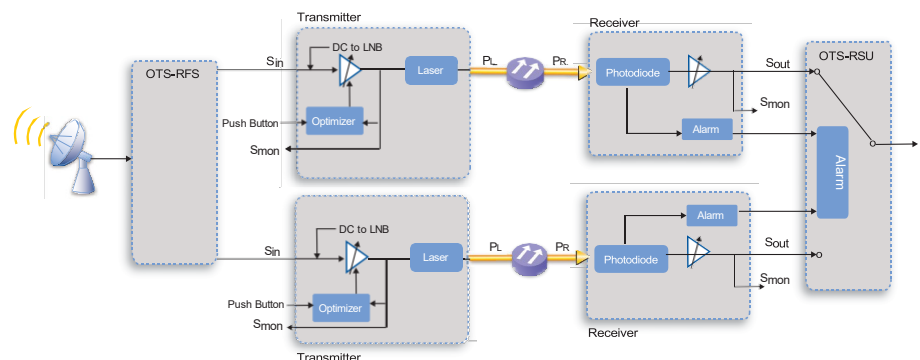 Transmitter
Receiver
DC to LNB
Sin
PL
PR
Sout
OTS-RSU
OTS-RFS
Laser
Photodiode
Push Button
Optimizer
Smon
Smon
Alarm
Alarm
Alarm
Sin
DC to LNB
PL
PR
Sout
Laser
Photodiode
Smon
Push Button
Optimizer
Smon
Receiver
Transmitter